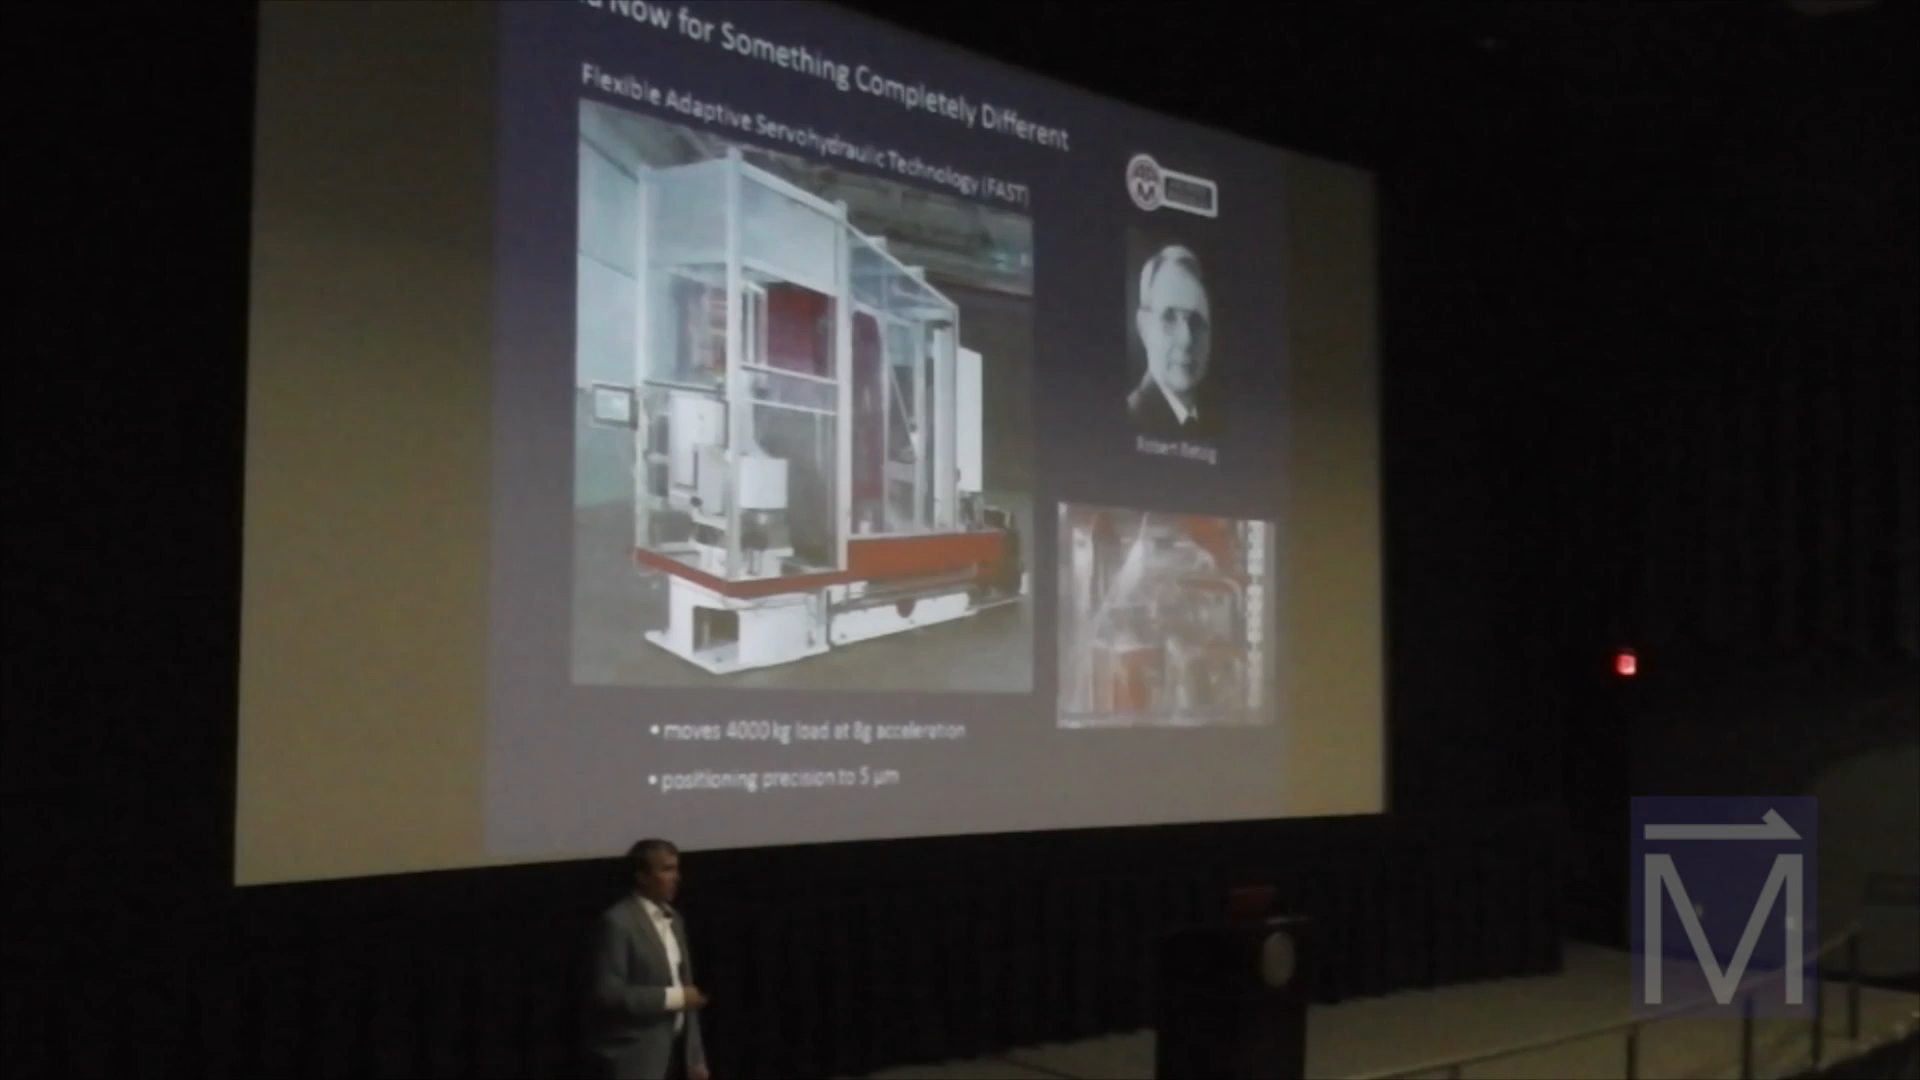 Now for Something Completely Different
Flexible Adaptive Servohydraulic Technology (FAST)
• moves 4000 kg load at 8g acceleration
• positioning precision to 5 µm
Robert
M